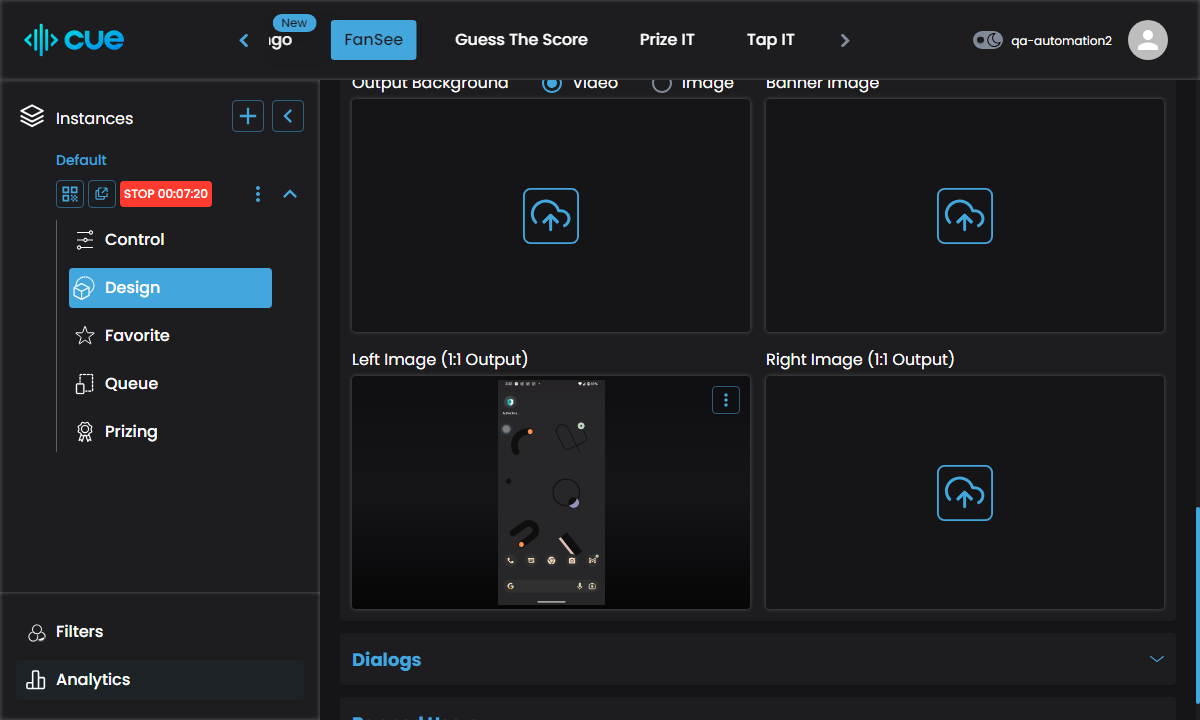 cue
New
FanSee
Guess The Score
Prize IT
Tap IT
qa-automation2
Instances
Default
STOP 00:07:20
Control
Design
Favorite
Queue
Prizing
Filters
Analytics
Output Background
Video
Image
Banner Image
Left Image (1:1 Output)
Right Image (1:1 Output)
Dialogs